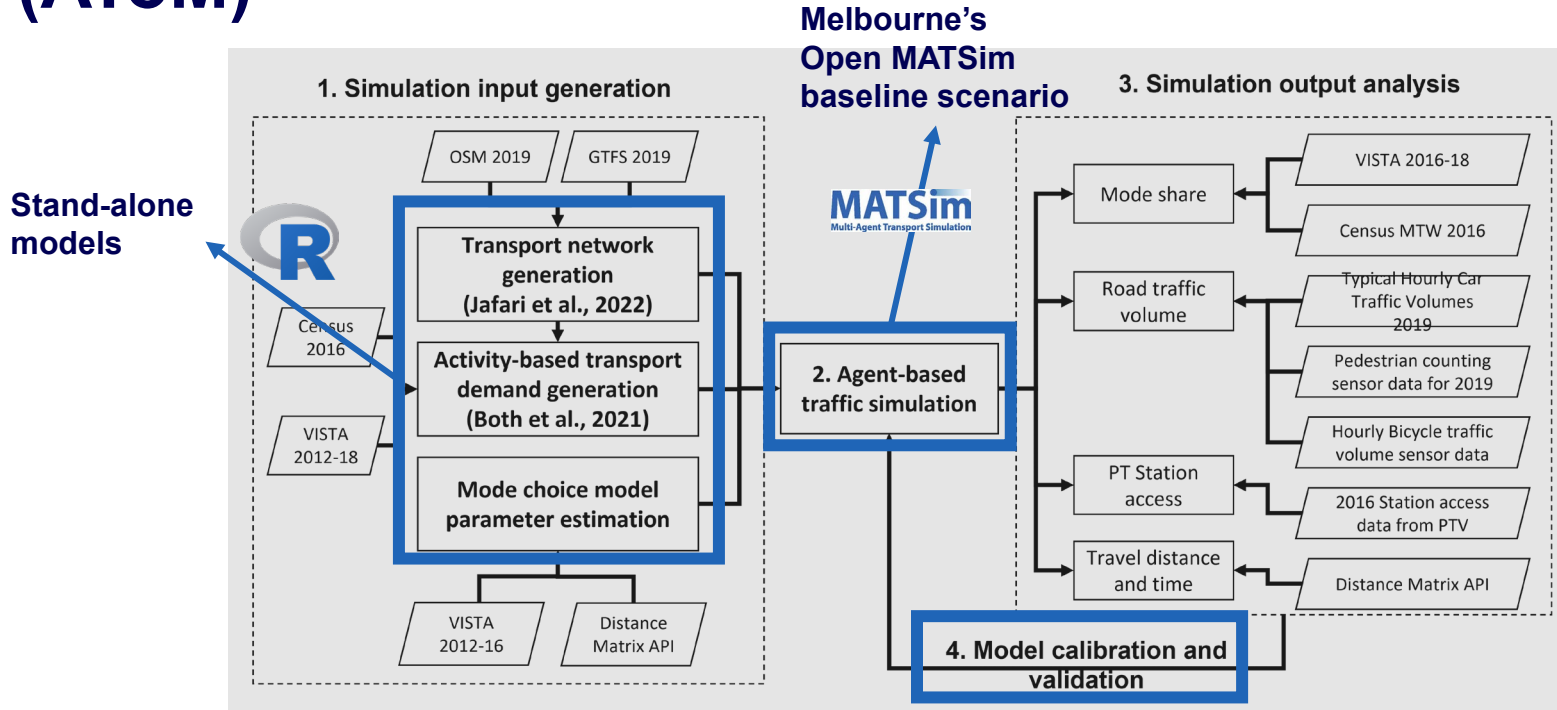 (ATOM)
Melbourne's
Open MATSim
baseline scenario
1. Simulation input generation
3. Simulation output analysis
OSM 2019
GTFS 2019
Stand-alone
models
R
Transport network
generation
(Jafari et al., 2022)
Census
2016
Activity-based transport
demand generation
(Both et al., 2021)
VISTA
2012-18
Mode choice model
parameter estimation
VISTA
2012-16
Distance
Matrix API
MATSim
Multi-Agent Transport Simulation
2. Agent-based
traffic simulation
Mode share
VISTA 2016-18
Census MTW 2016
Road traffic
volume
Typical Hourly Car
Traffic Volumes
2019
Pedestrian counting
sensor data for 2019
Hourly Bicycle traffic
volume sensor data
PT Station
access
2016 Station access
data from PTV
Travel distance
and time
Distance Matrix API
4. Model calibration and
validation